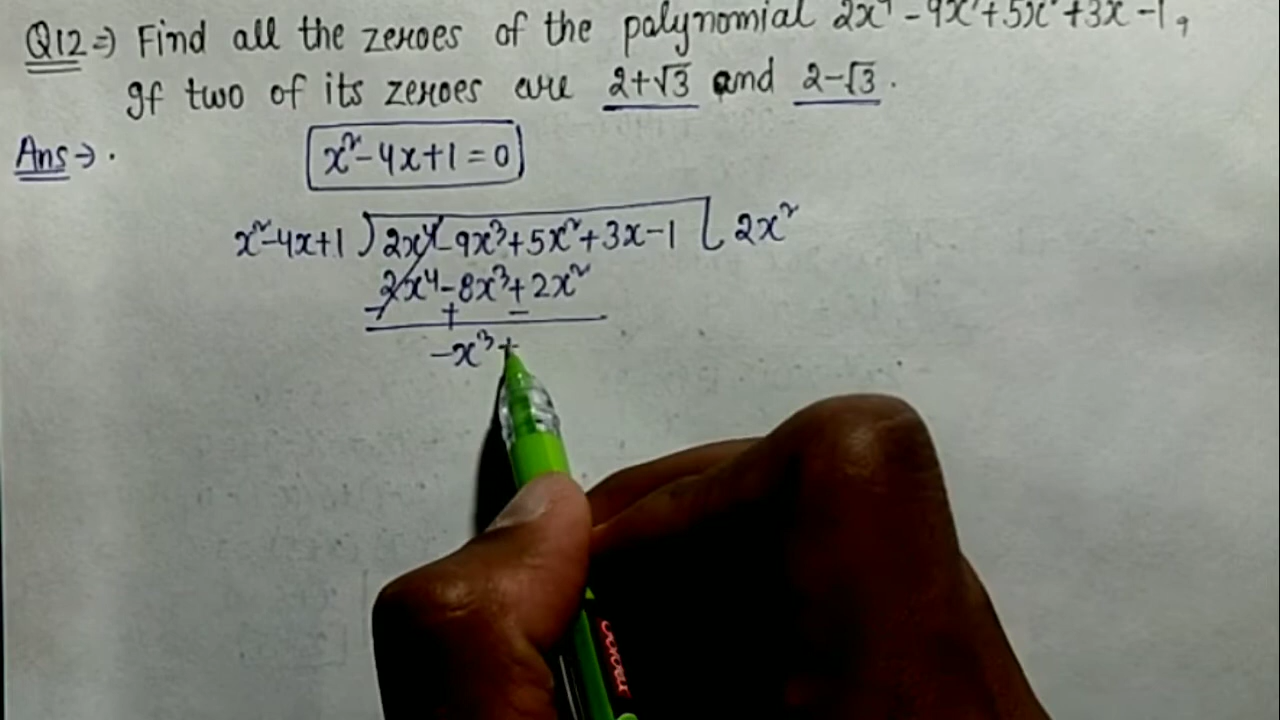 Q12 ⇒) Find all the zeroes of the polynomial 2x⁴ - 9x³ + 5x² + 3x - 1,
If two of its zeroes are 2+√3 and 2-√3.
Ans → .
x² - 4x + 1 = 0
x² - 4x + 1 ) 2x⁴ - 9x³ + 5x² + 3x - 1 ( 2x²
2x⁴ - 8x³ + 2x²
- + -
- x³ +